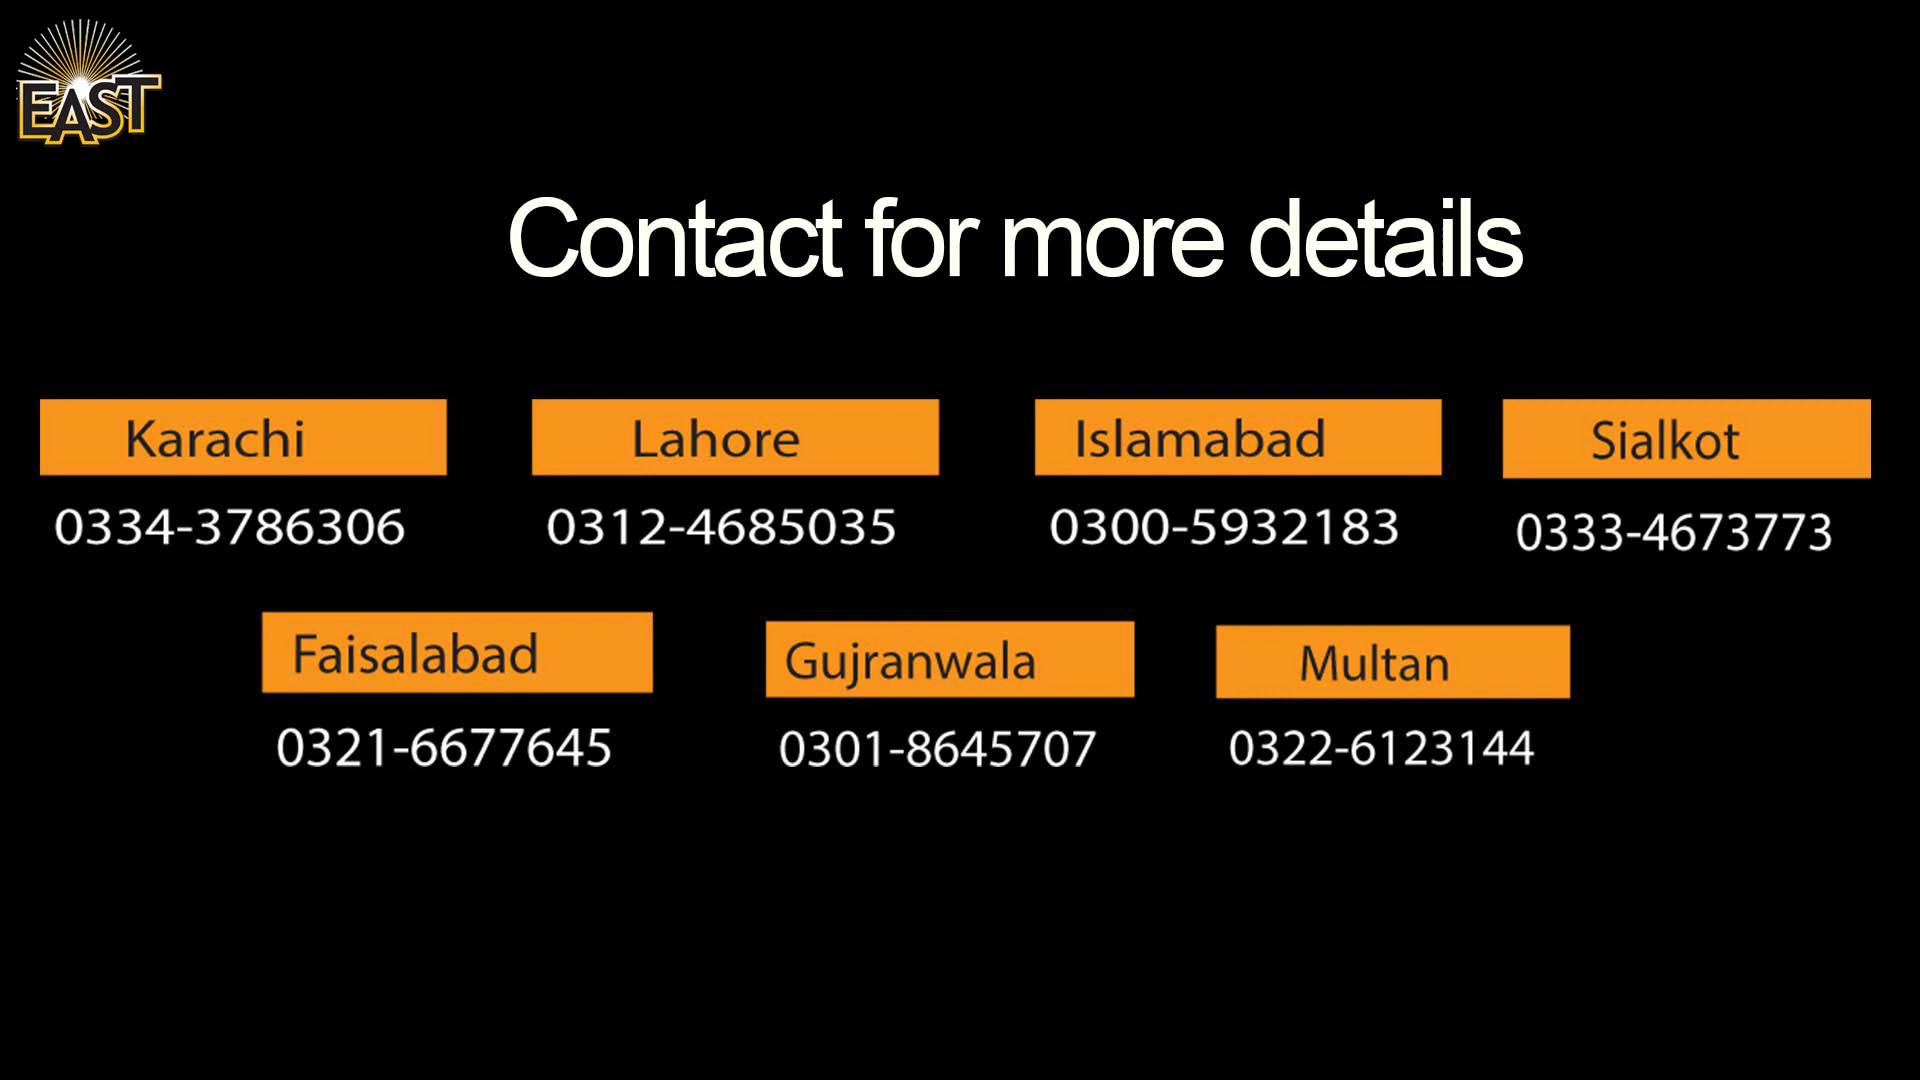 EAST
Contact for more details
Karachi Lahore Islamabad Sialkot
0334-3786306 0312-4685035 0300-5932183 0333-4673773
Faisalabad Gujranwala Multan
0321-6677645 0301-8645707 0322-6123144